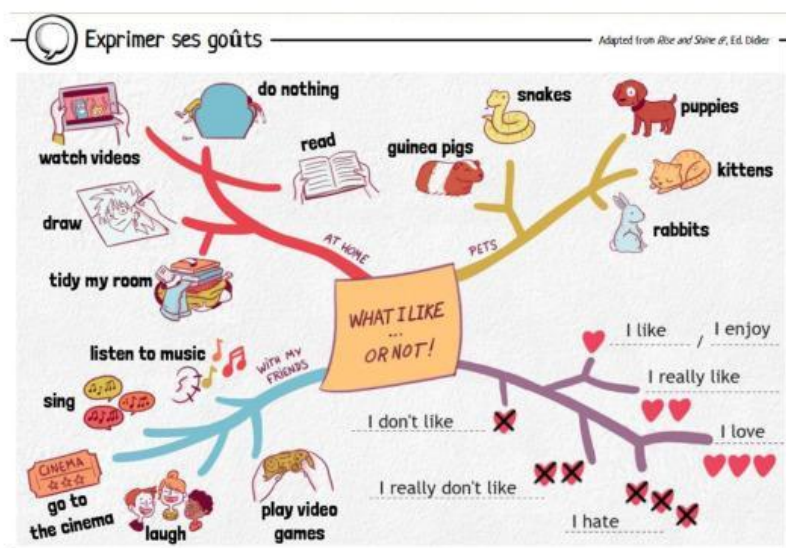 Exprimer ses goûts
Adapted from Rise and Shine 6e, Ed. Didier
do nothing
snakes
puppies
watch videos
read
guinea pigs
kittens
draw
AT HOME
PETS
rabbits
tidy my room
WHAT I LIKE
...
OR NOT!
I like / I enjoy
listen to music
WITH MY
FRIENDS
I really like
sing
I don't like
I love
CINEMA
go to
the cinema
laugh
play video
games
I really don't like
I hate